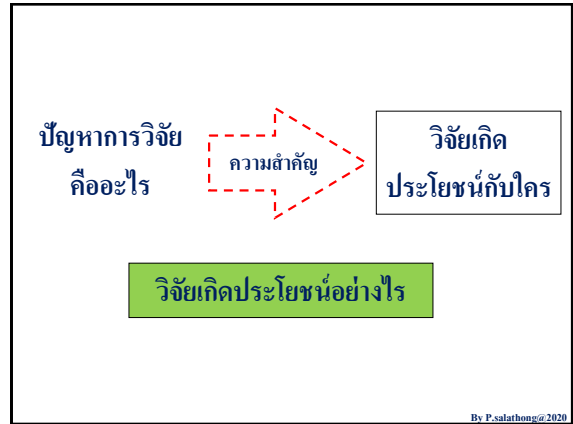 ปัญหาการวิจัย
คืออะไร
ความสำคัญ
วิจัยเกิด
ประโยชน์กับใคร
วิจัยเกิดประโยชน์อย่างไร
By P.salathong@2020